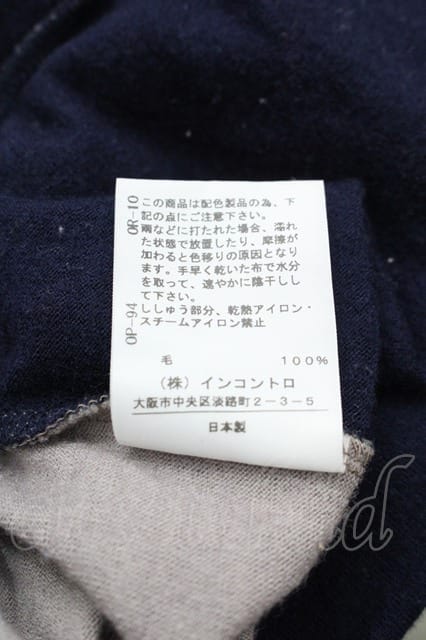 OR-10
この商品は配色製品の為、下
記の点にご注意下さい。
雨などに打たれた場合、濡れ
た状態で放置したり、摩擦が
加わると色移りの原因となり
ます。手早く乾いた布で水分
を取って、速やかに陰干しし
て下さい。
OP-94
ししゅう部分、乾熱アイロン・
スチームアイロン禁止
毛 100%
(株) インコントロ
大阪市中央区淡路町2-3-5
日本製